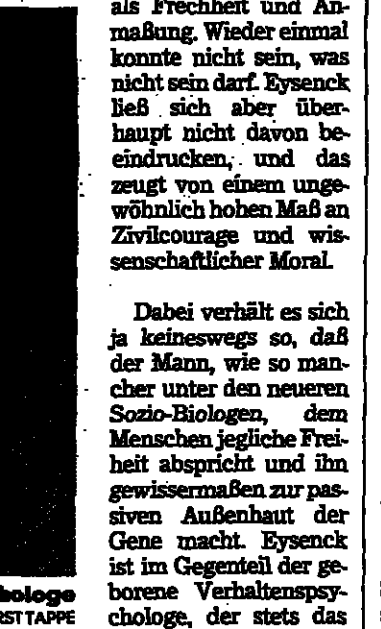 als Frechheit und An-
maßung. Wieder einmal
konnte nicht sein, was
nicht sein darf. Eysenck
ließ sich aber über-
haupt nicht davon be-
eindrucken, und das
zeugt von einem unge-
wöhnlich hohen Maß an
Zivilcourage und wis-
senschaftlicher Moral.
Dabei verhält es sich
ja keineswegs so, daß
der Mann, wie so man-
cher unter den neueren
Sozio-Biologen, dem
Menschen jegliche Frei-
heit abspricht und ihn
gewissermaßen zur pas-
siven Außenhaut der
Gene macht. Eysenck
ist im Gegenteil der ge-
borene Verhaltenspsy-
chologe, der stets das
bologe
RST TAPPE